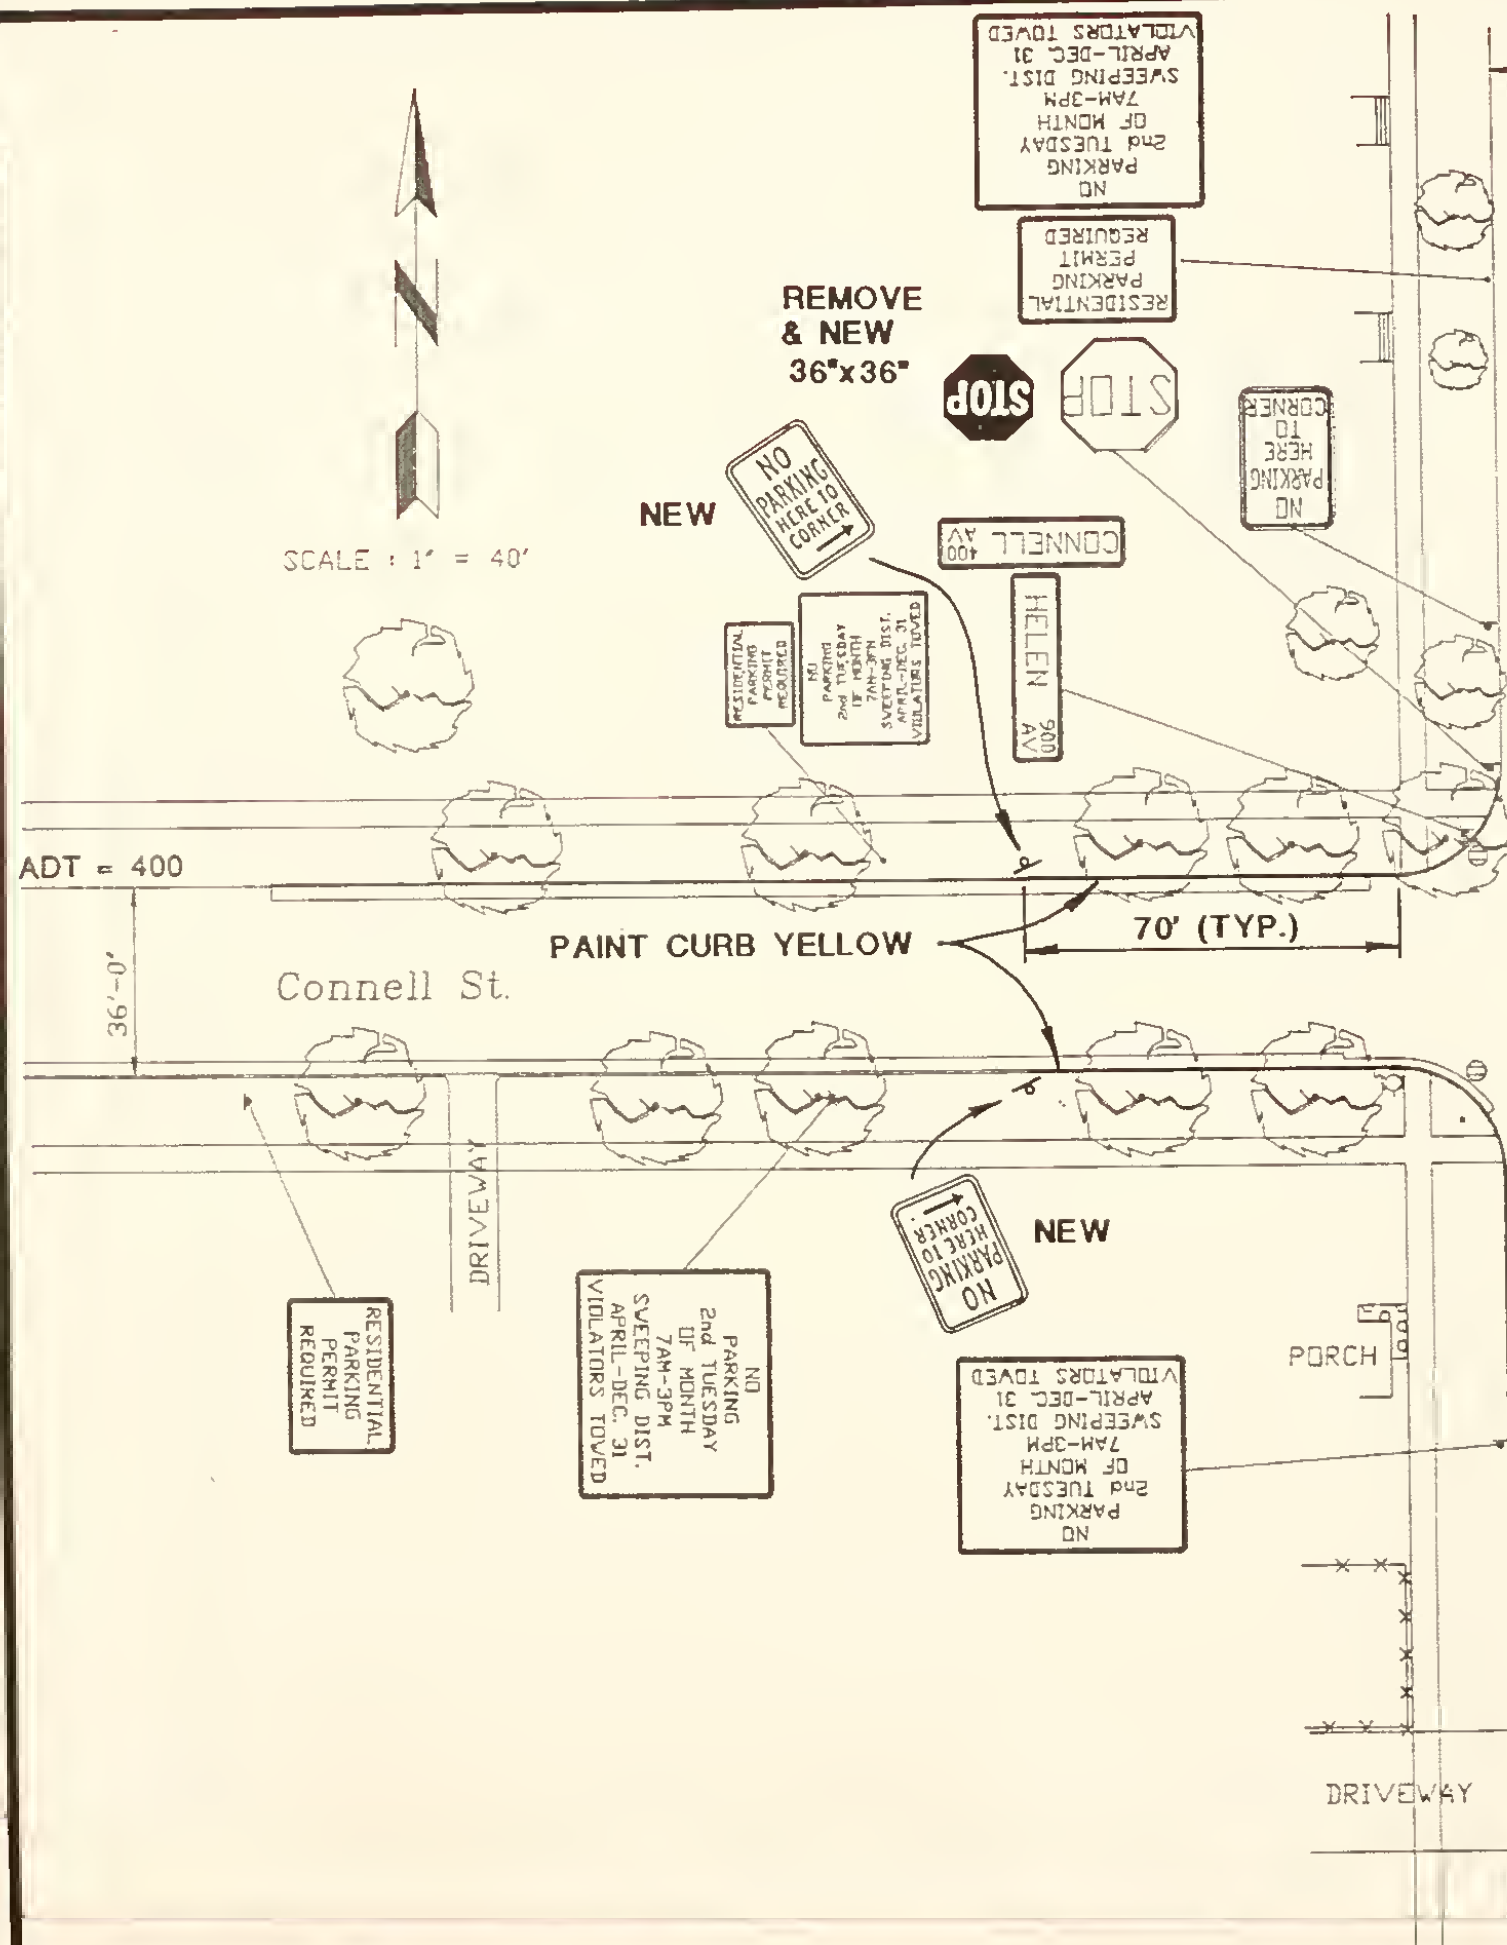 VIOLATORS TOWED
APRIL-DEC. 31
SWEEPING DIST.
7AM-3PM
OF MONTH
2nd TUESDAY
PARKING
NO
REQUIRED
PERMIT
PARKING
RESIDENTIAL
REMOVE
& NEW
36"x36"
STOP
STOP
NO
PARKING
HERE
TO
CORNER
NEW
NO
PARKING
HERE TO
CORNER
CONNELL 400 AV
HELEN 900 AV
N
SCALE : 1" = 40'
RESIDENTIAL
PARKING
PERMIT
REQUIRED
NO
PARKING
2nd TUESDAY
OF MONTH
7AM-3PM
SWEEPING DIST.
APRIL-DEC. 31
VIOLATORS TOWED
ADT = 400
PAINT CURB YELLOW
70' (TYP.)
36'-0'
Connell St.
DRIVEWAY
NO
PARKING
HERE TO
CORNER
NEW
RESIDENTIAL
PARKING
PERMIT
REQUIRED
NO
PARKING
2nd TUESDAY
OF MONTH
7AM-3PM
SWEEPING DIST.
APRIL-DEC. 31
VIOLATORS TOWED
NO
PARKING
2nd TUESDAY
OF MONTH
7AM-3PM
SWEEPING DIST.
APRIL-DEC. 31
VIOLATORS TOWED
PORCH
DRIVEWAY